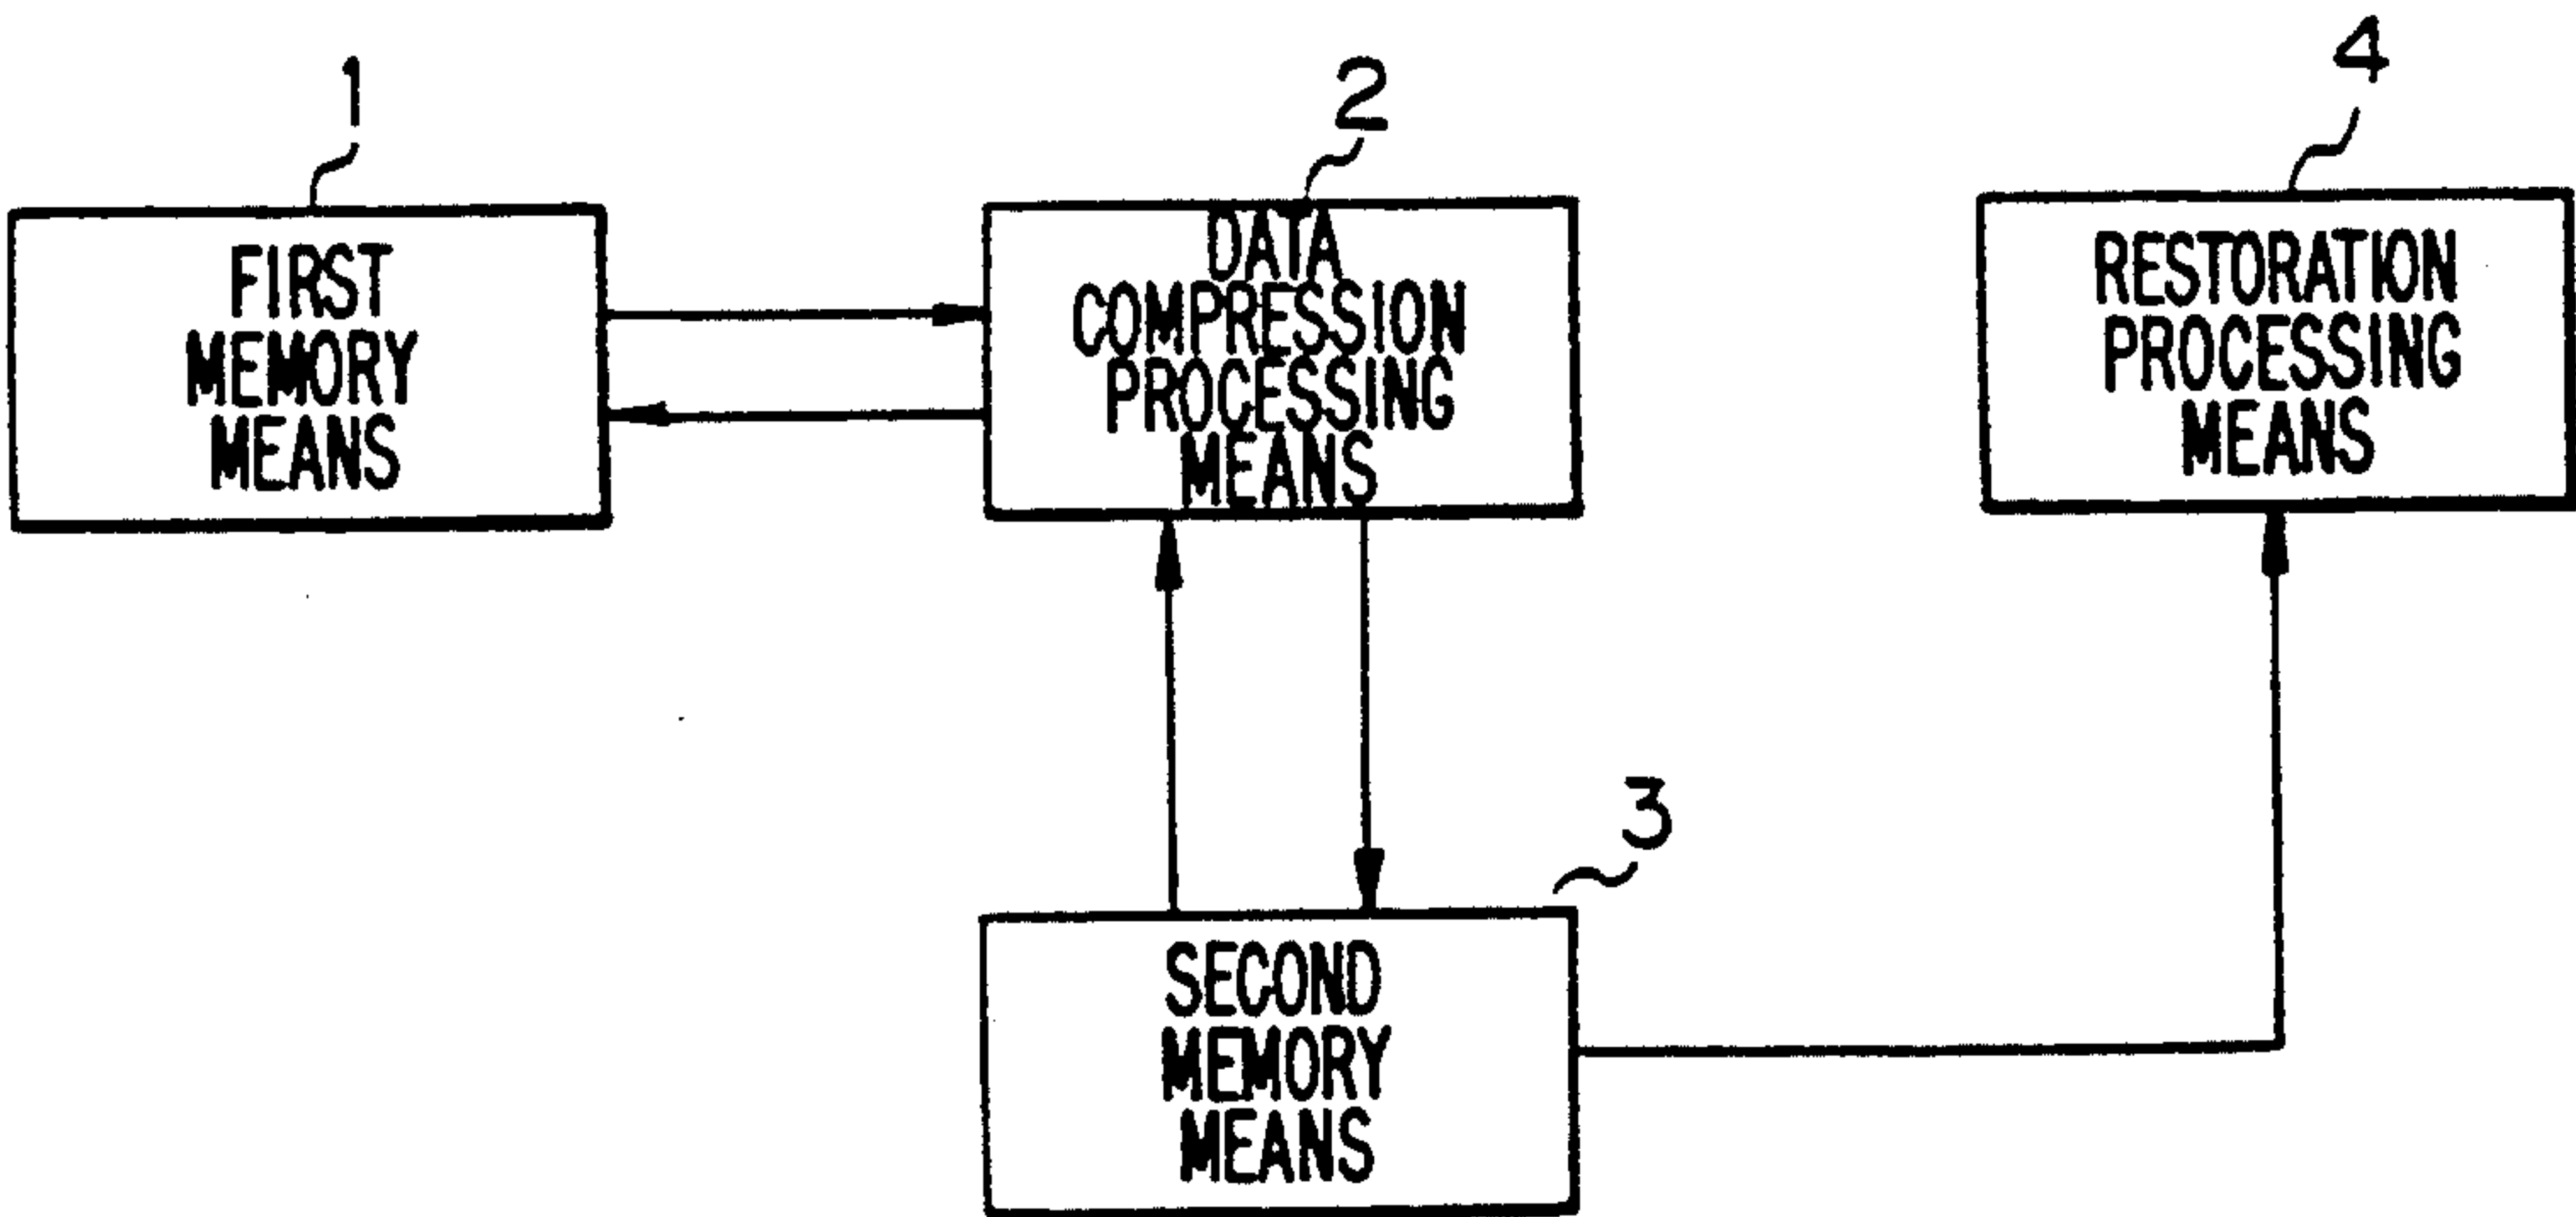 1
FIRST
MEMORY
MEANS
2
DATA
COMPRESSION
PROCESSING
MEANS
4
RESTORATION
PROCESSING
MEANS
3
SECOND
MEMORY
MEANS